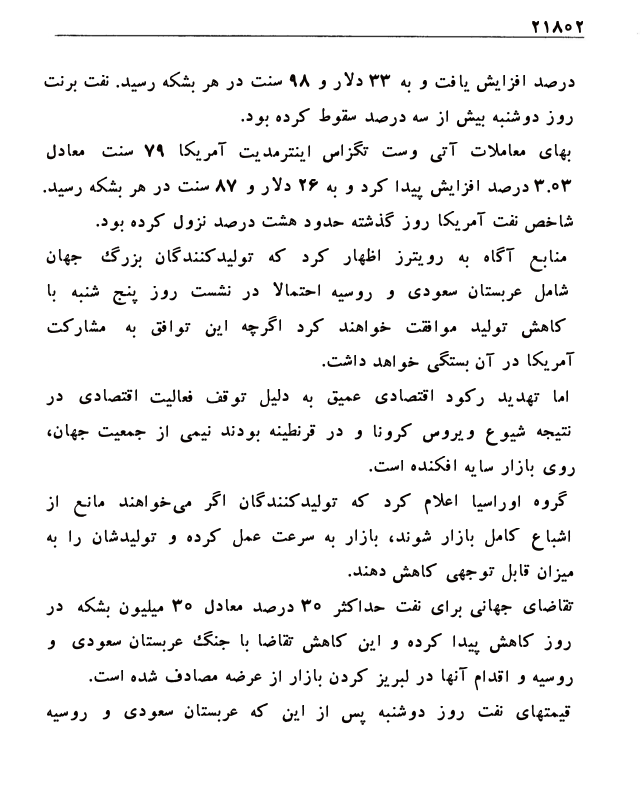 ۲۱۸۰۲
درصد افزایش یافت و به ۳۳ دلار و ۹۸ سنت در هر بشکه رسید. نفت برنت
روز دوشنبه بیش از سه درصد سقوط کرده بود.
بهای معاملات آتی وست تگزاس اینترمدیت آمریکا ۷۹ سنت معادل
۳.۰۳ درصد افزایش پیدا کرد و به ۲۶ دلار و ۸۷ سنت در هر بشکه رسید.
شاخص نفت آمریکا روز گذشته حدود هشت درصد نزول کرده بود.
منابع آگاه به رویترز اظهار کرد که تولیدکنندگان بزرگ جهان
شامل عربستان سعودی و روسیه احتمالا در نشست روز پنج شنبه با
کاهش تولید موافقت خواهند کرد اگرچه این توافق به مشارکت
آمریکا در آن بستگی خواهد داشت.
اما تهدید رکود اقتصادی عمیق به دلیل توقف فعالیت اقتصادی در
نتیجه شیوع ویروس کرونا و در قرنطینه بودند نیمی از جمعیت جهان،
روی بازار سایه افکنده است.
گروه اوراسیا اعلام کرد که تولیدکنندگان اگر می‌خواهند مانع از
اشباع کامل بازار شوند، بازار به سرعت عمل کرده و تولیدشان را به
میزان قابل توجهی کاهش دهند.
تقاضای جهانی برای نفت حداکثر ۳۰ درصد معادل ۳۰ میلیون بشکه در
روز کاهش پیدا کرده و این کاهش تقاضا با جنگ عربستان سعودی و
روسیه و اقدام آنها در لبریز کردن بازار از عرضه مصادف شده است.
قیمتهای نفت روز دوشنبه پس از این که عربستان سعودی و روسیه